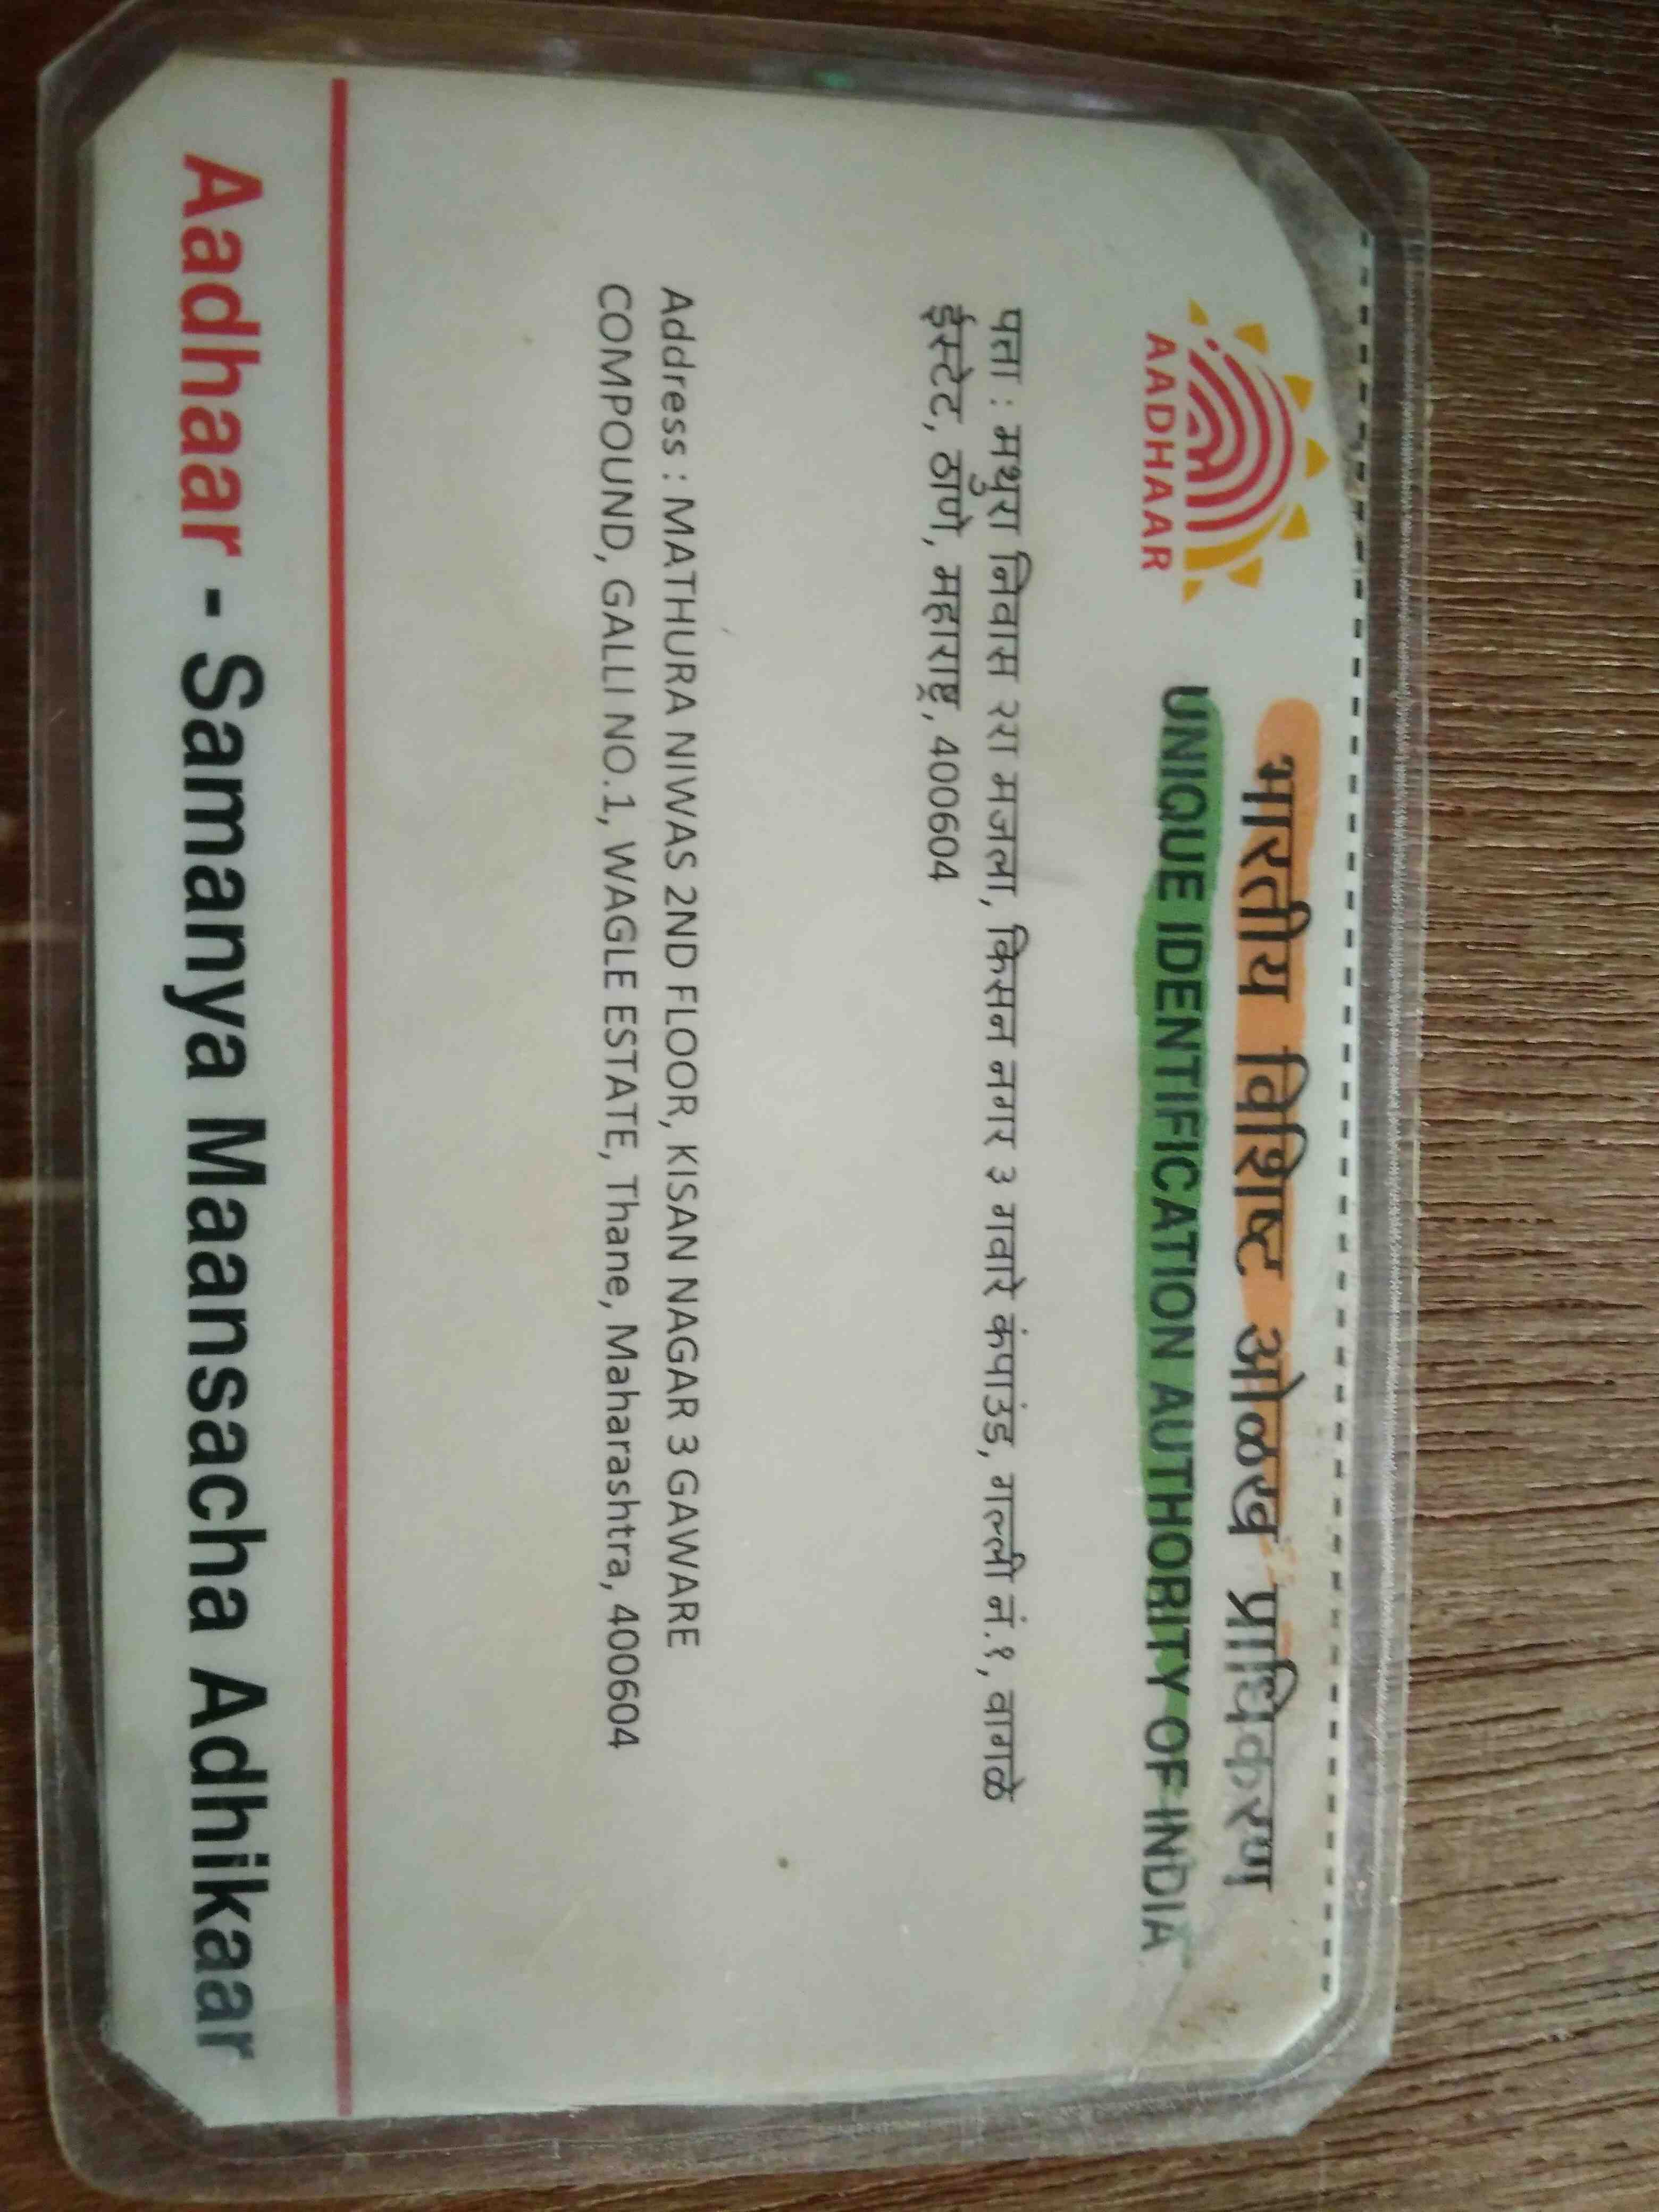 भारतीय विशिष्ट ओळख प्राधिकरण
UNIQUE IDENTIFICATION AUTHORITY OF INDIA
AADHAAR
पत्ता : मथुरा निवास २रा मजला, किसन नगर ३ गवारे कंपाउंड, गल्ली नं.१, वागळे
ईस्टेट, ठाणे, महाराष्ट्र, 400604
Address : MATHURA NIWAS 2ND FLOOR, KISAN NAGAR 3 GAWARE
COMPOUND, GALLI NO.1, WAGLE ESTATE, Thane, Maharashtra, 400604
Aadhaar - Samanya Maansacha Adhikaar